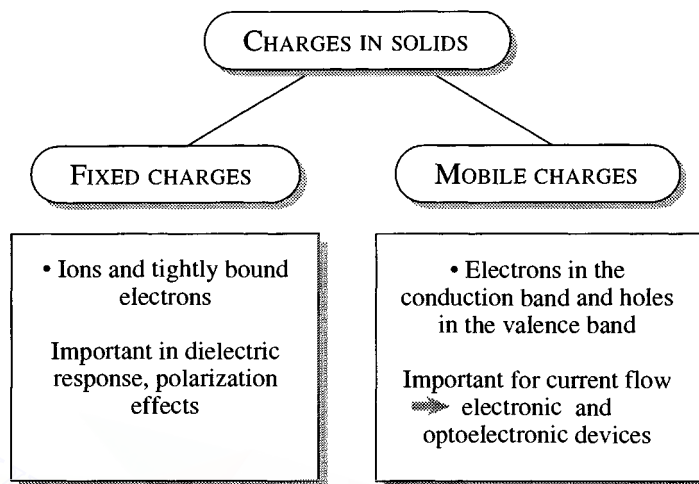 CHARGES IN SOLIDS
FIXED CHARGES
MOBILE CHARGES
• Ions and tightly bound
electrons
Important in dielectric
response, polarization
effects
• Electrons in the
conduction band and holes
in the valence band
Important for current flow
electronic and
optoelectronic devices